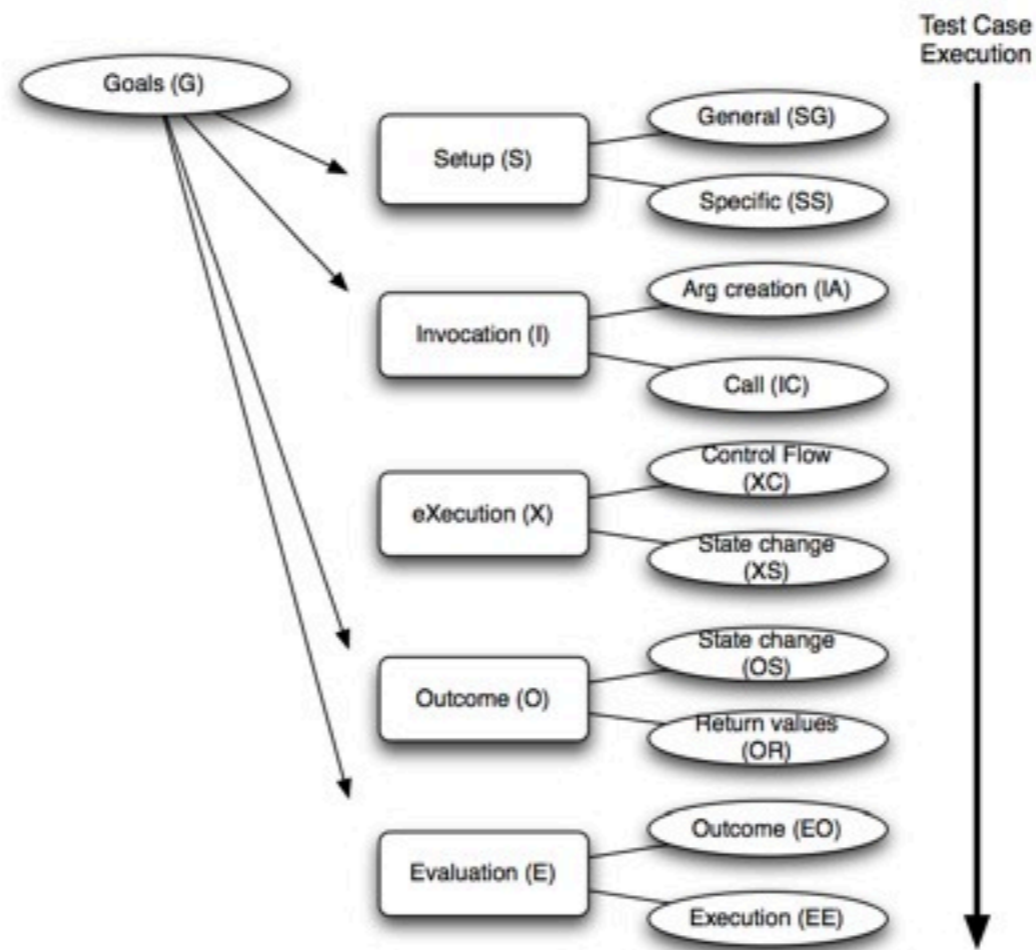 Test Case
Execution
Goals (G)
General (SG)
Setup (S)
Specific (SS)
Arg creation (IA)
Invocation (I)
Call (IC)
Control Flow
(XC)
eXecution (X)
State change
(XS)
State change
(OS)
Outcome (O)
Return values
(OR)
Outcome (EO)
Evaluation (E)
Execution (EE)